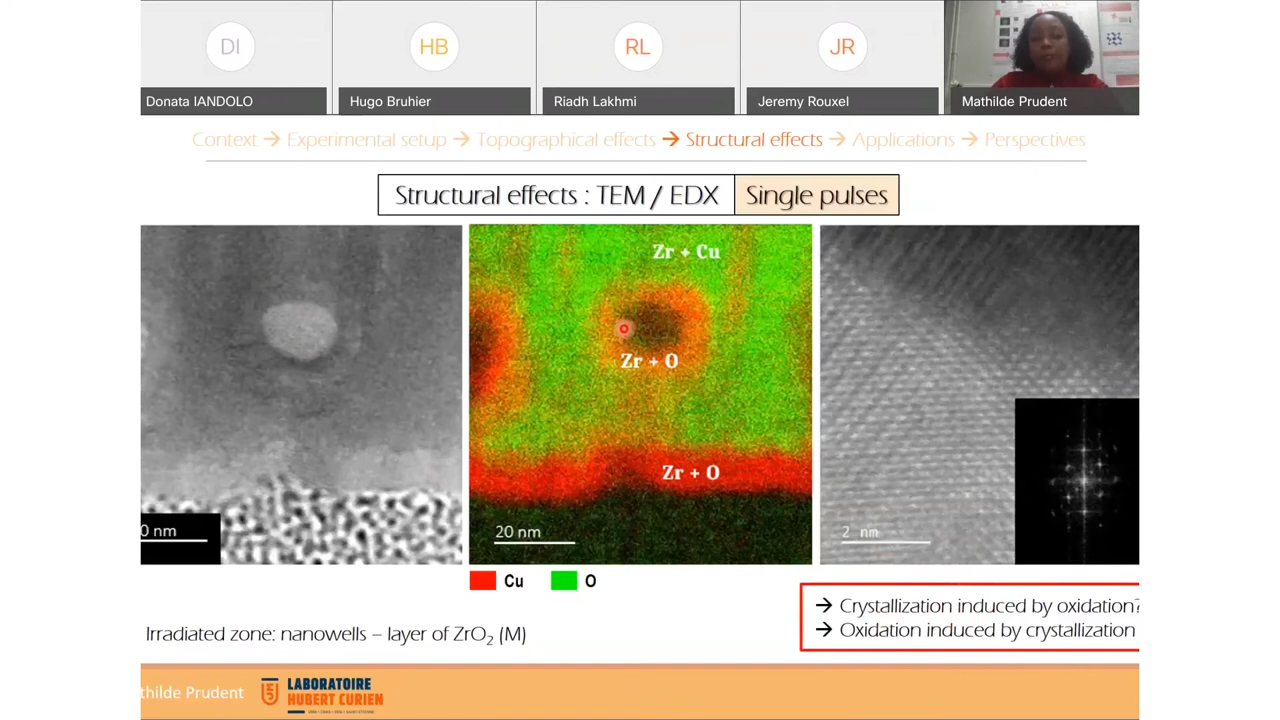 DI
HB
RL
JR
Donata IANDOLO
Hugo Bruhier
Riadh Lakhmi
Jeremy Rouxel
Mathilde Prudent
Context → Experimental setup → Topographical effects → Structural effects → Applications → Perspectives
Structural effects : TEM / EDX
Single pulses
Zr + Cu
Zr + O
Zr + O
0 nm
20 nm
2 nm
Cu
O
→ Crystallization induced by oxidation?
→ Oxidation induced by crystallization
Irradiated zone: nanowells – layer of ZrO₂ (M)
thilde Prudent
LABORATOIRE
HUBERT CURIEN